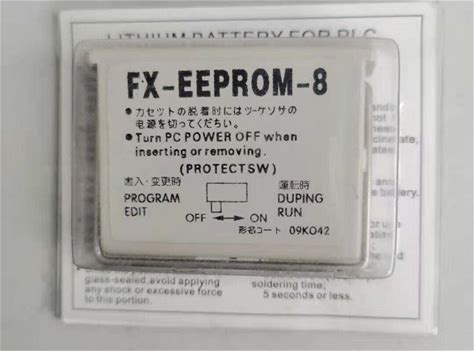 LITHIUM BATTERY FOR PLC
FX-EEPROM-8
●カセットの脱着時にはシーケンサの
電源を切ってください。
●Turn PC POWER OFF when
inserting or removing.
(PROTECTSW)
書込・変更時 運転時
PROGRAM DUPING
EDIT OFF ↔ ON RUN
形名コート 09K042
glass-sealed, avoid applying soldering time;
any shock or excessive force 5 seconds or less.
to this portion.